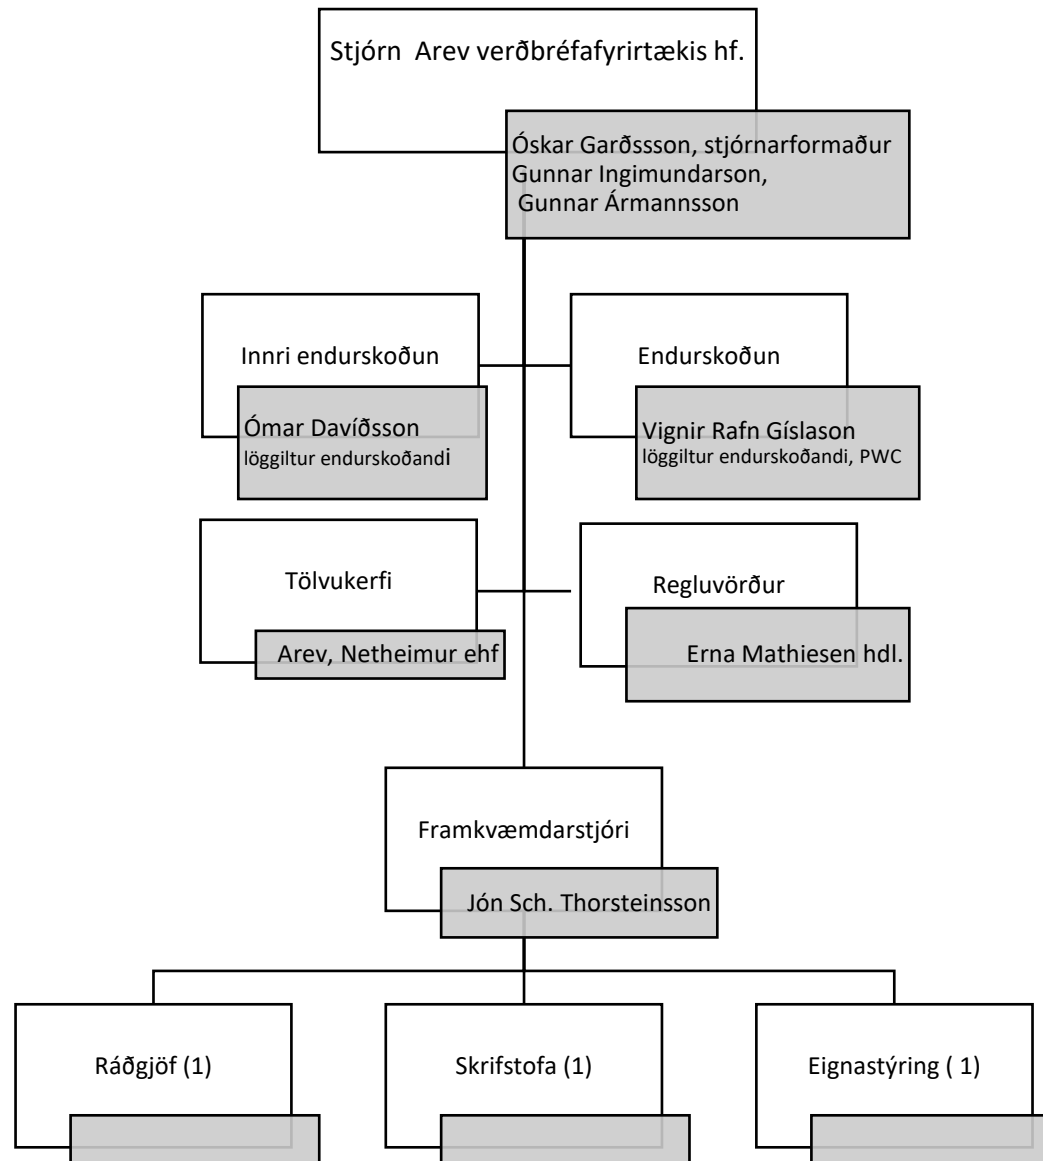 Stjórn Arev verðbréfafyrirtækis hf.
Óskar Garðssson, stjórnarformaður
Gunnar Ingimundarson,
Gunnar Ármannsson
Innri endurskoðun
Ómar Davíðsson
löggiltur endurskoðandi
Endurskoðun
Vignir Rafn Gíslason
löggiltur endurskoðandi, PWC
Tölvukerfi
Arev, Netheimur ehf
Regluvörður
Erna Mathiesen hdl.
Framkvæmdarstjóri
Jón Sch. Thorsteinsson
Ráðgjöf (1)
Skrifstofa (1)
Eignastýring ( 1)